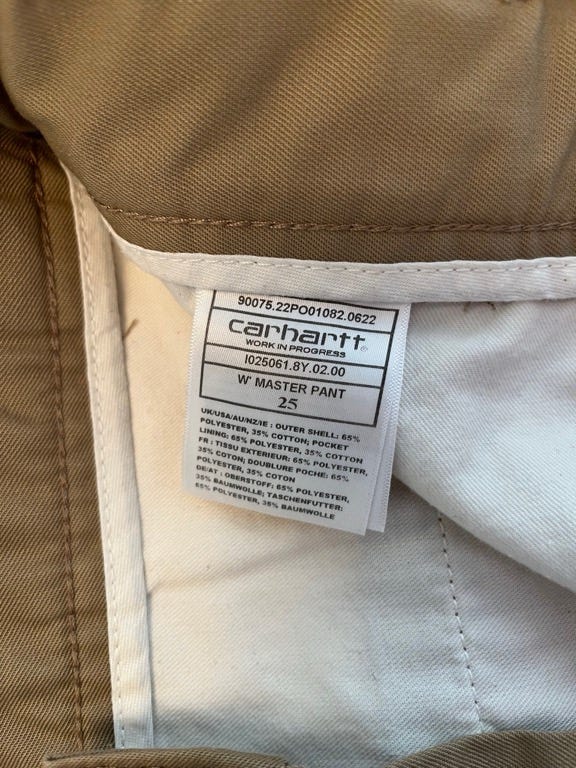 90075.22PO01082.0622
carhartt®
WORK IN PROGRESS
I025061.8Y.02.00
W' MASTER PANT
25
UK/USA/AU/NZ/IE : OUTER SHELL: 65%
POLYESTER, 35% COTTON; POCKET
LINING: 65% POLYESTER, 35% COTTON
FR : TISSU EXTERIEUR: 65% POLYESTER,
35% COTON; DOUBLURE POCHE: 65%
POLYESTER, 35% COTON
DE/AT : OBERSTOFF: 65% POLYESTER,
35% BAUMWOLLE; TASCHENFUTTER:
65% POLYESTER, 35% BAUMWOLLE